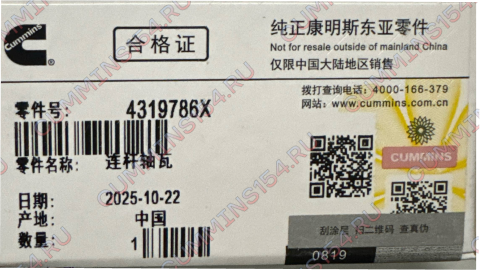 Cummins
合格证
纯正康明斯东亚零件
Not for resale outside of mainland China
仅限中国大陆地区销售
拨打查询电话：4000-166-379
网站：www.cummins.com.cn
零件号： 4319786X
零件名称： 连杆轴瓦
日期： 2025-10-22
产地： 中国
数量： 1
CUMMINS
刮涂层 扫二维码 查真伪
0819
CUMMINS154.RU